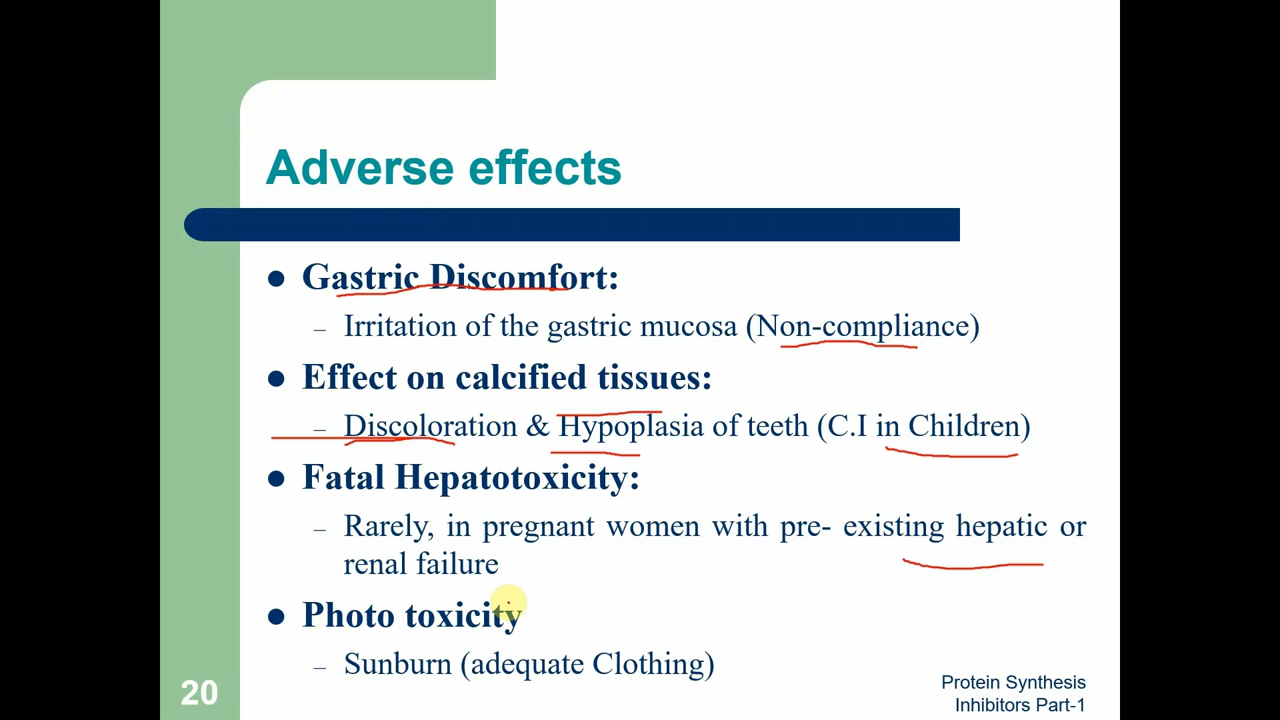 Adverse effects
● Gastric Discomfort:
– Irritation of the gastric mucosa (Non-compliance)
● Effect on calcified tissues:
– Discoloration & Hypoplasia of teeth (C.I in Children)
● Fatal Hepatotoxicity:
– Rarely, in pregnant women with pre- existing hepatic or
renal failure
● Photo toxicity
– Sunburn (adequate Clothing)
20
Protein Synthesis
Inhibitors Part-1